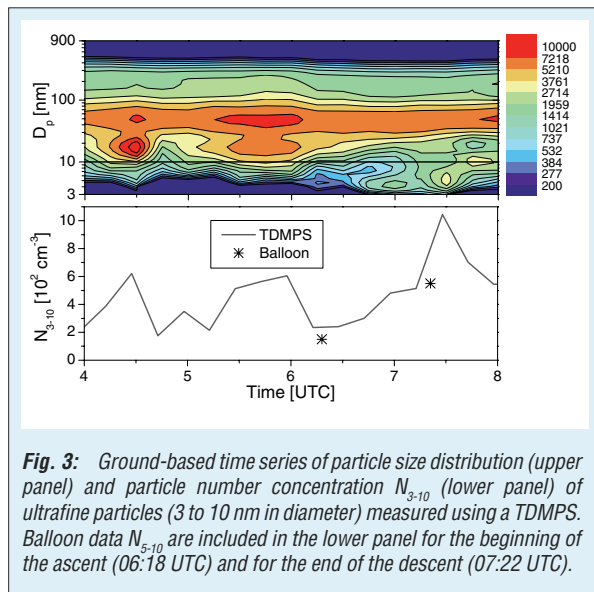 900
100
10
3
D_p [nm]
10000
7218
5210
3761
2714
1959
1414
1021
737
532
384
277
200
10
8
6
4
2
0
N_3-10 [10² cm⁻³]
TDMPS
Balloon
4 5 6 7 8
Time [UTC]
Fig. 3: Ground-based time series of particle size distribution (upper
panel) and particle number concentration N_3-10 (lower panel) of
ultrafine particles (3 to 10 nm in diameter) measured using a TDMPS.
Balloon data N_5-10 are included in the lower panel for the beginning of
the ascent (06:18 UTC) and for the end of the descent (07:22 UTC).